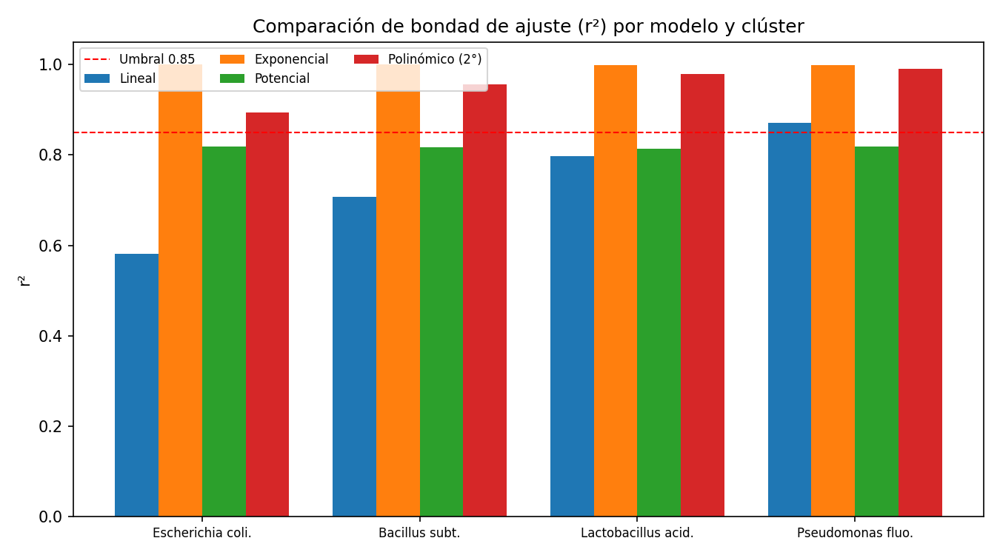 Comparación de bondad de ajuste (r²) por modelo y clúster
Umbral 0.85
Lineal
Exponencial
Potencial
Polinómico (2°)
r²
1.0
0.8
0.6
0.4
0.2
0.0
Escherichia coli.
Bacillus subt.
Lactobacillus acid.
Pseudomonas fluo.